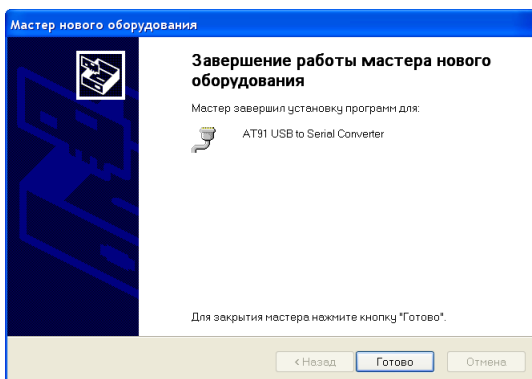 Мастер нового оборудования
Завершение работы мастера нового
оборудования
Мастер завершил установку программ для:
AT91 USB to Serial Converter
Для закрытия мастера нажмите кнопку "Готово".
< Назад
Готово
Отмена